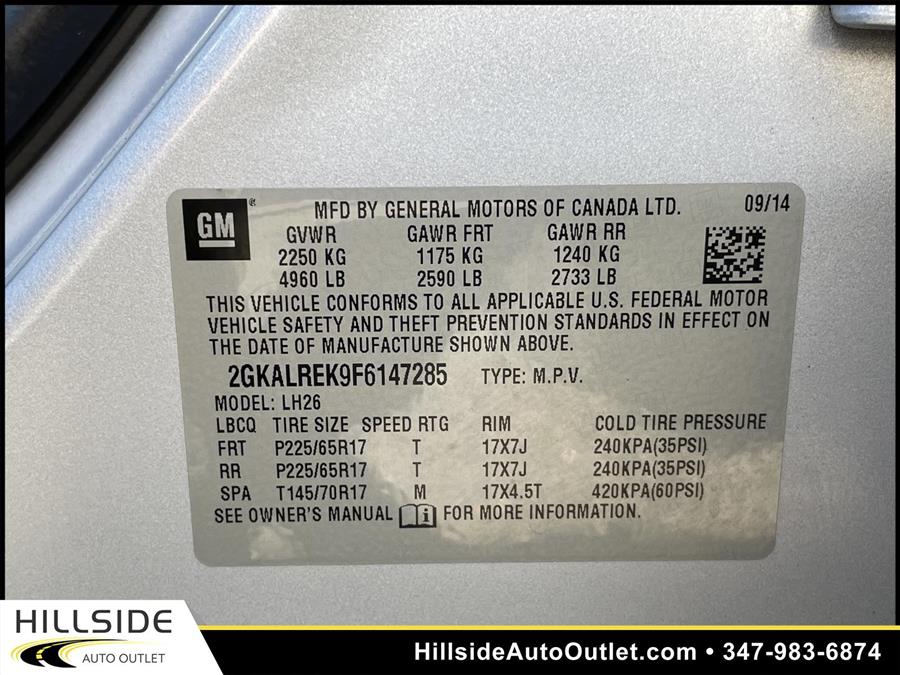 GM®
MFD BY GENERAL MOTORS OF CANADA LTD. 09/14
GVWR GAWR FRT GAWR RR
2250 KG 1175 KG 1240 KG
4960 LB 2590 LB 2733 LB
THIS VEHICLE CONFORMS TO ALL APPLICABLE U.S. FEDERAL MOTOR
VEHICLE SAFETY AND THEFT PREVENTION STANDARDS IN EFFECT ON
THE DATE OF MANUFACTURE SHOWN ABOVE.
2GKALREK9F6147285 TYPE: M.P.V.
MODEL: LH26
LBCQ TIRE SIZE SPEED RTG RIM COLD TIRE PRESSURE
FRT P225/65R17 T 17X7J 240KPA(35PSI)
RR P225/65R17 T 17X7J 240KPA(35PSI)
SPA T145/70R17 M 17X4.5T 420KPA(60PSI)
SEE OWNER'S MANUAL i FOR MORE INFORMATION.
HILLSIDE
AUTO OUTLET
HillsideAutoOutlet.com • 347-983-6874